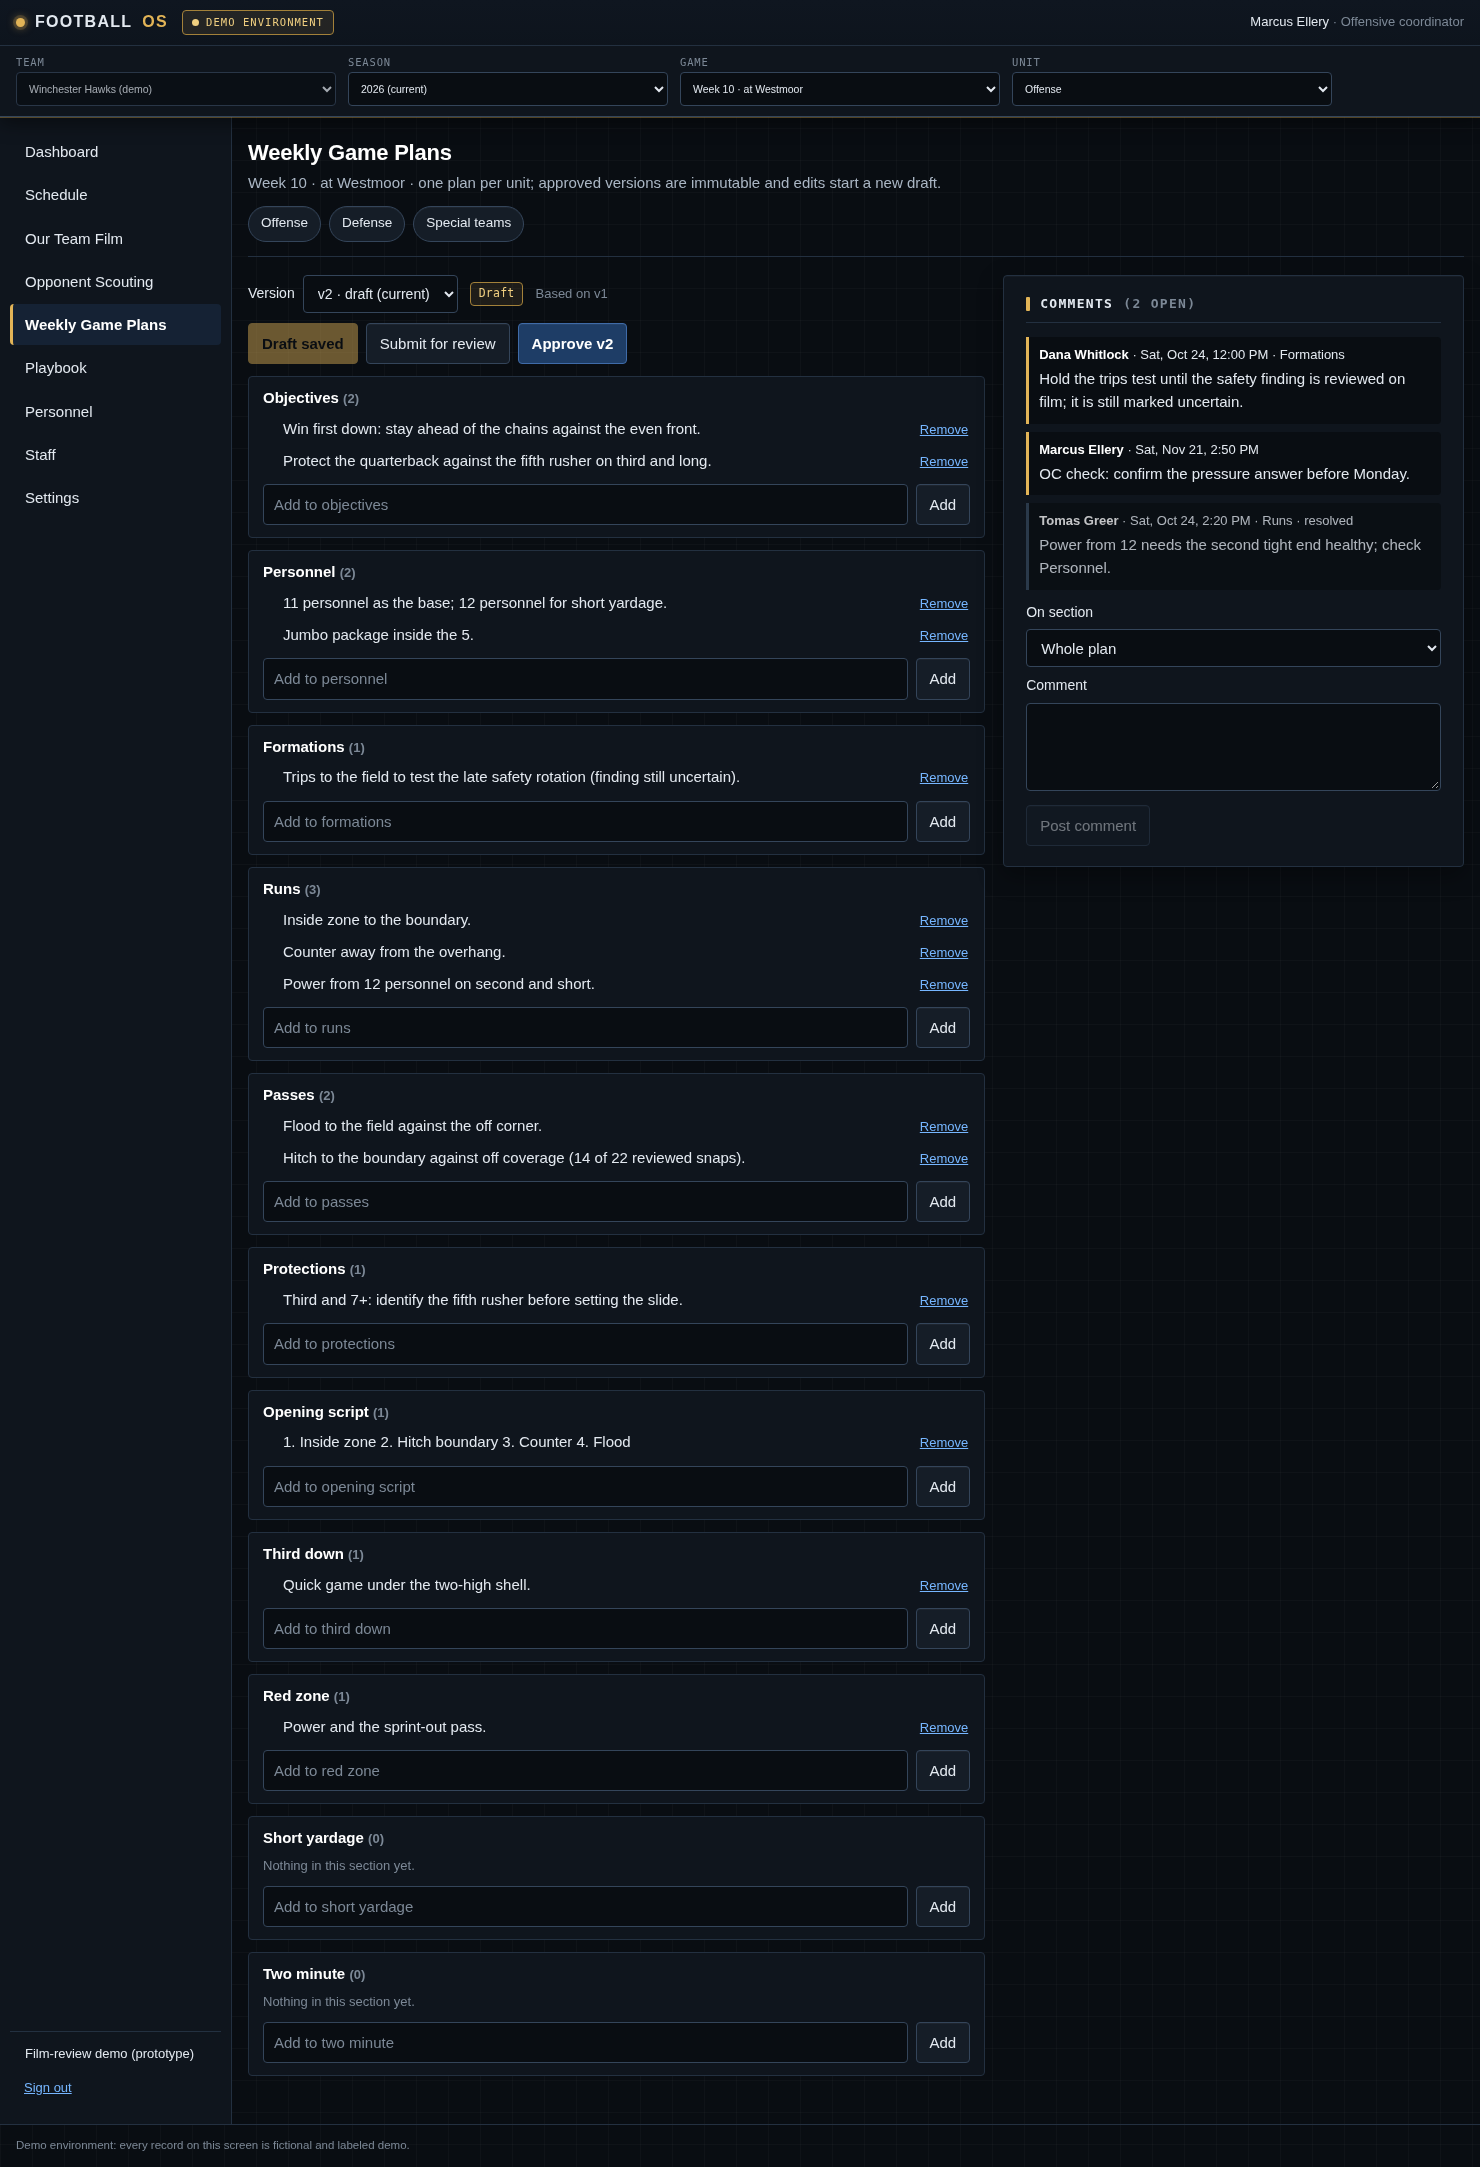 FOOTBALL OS
DEMO ENVIRONMENT
Marcus Ellery · Offensive coordinator
TEAM
Winchester Hawks (demo)
SEASON
2026 (current)
GAME
Week 10 · at Westmoor
UNIT
Offense
Dashboard
Schedule
Our Team Film
Opponent Scouting
Weekly Game Plans
Playbook
Personnel
Staff
Settings
Film-review demo (prototype)
Sign out
Weekly Game Plans
Week 10 · at Westmoor · one plan per unit; approved versions are immutable and edits start a new draft.
Offense
Defense
Special teams
Version
v2 · draft (current)
Draft
Based on v1
Draft saved
Submit for review
Approve v2
Objectives (2)
Win first down: stay ahead of the chains against the even front.
Remove
Protect the quarterback against the fifth rusher on third and long.
Remove
Add to objectives
Add
Personnel (2)
11 personnel as the base; 12 personnel for short yardage.
Remove
Jumbo package inside the 5.
Remove
Add to personnel
Add
Formations (1)
Trips to the field to test the late safety rotation (finding still uncertain).
Remove
Add to formations
Add
Runs (3)
Inside zone to the boundary.
Remove
Counter away from the overhang.
Remove
Power from 12 personnel on second and short.
Remove
Add to runs
Add
Passes (2)
Flood to the field against the off corner.
Remove
Hitch to the boundary against off coverage (14 of 22 reviewed snaps).
Remove
Add to passes
Add
Protections (1)
Third and 7+: identify the fifth rusher before setting the slide.
Remove
Add to protections
Add
Opening script (1)
1. Inside zone 2. Hitch boundary 3. Counter 4. Flood
Remove
Add to opening script
Add
Third down (1)
Quick game under the two-high shell.
Remove
Add to third down
Add
Red zone (1)
Power and the sprint-out pass.
Remove
Add to red zone
Add
Short yardage (0)
Nothing in this section yet.
Add to short yardage
Add
Two minute (0)
Nothing in this section yet.
Add to two minute
Add
COMMENTS (2 OPEN)
Dana Whitlock · Sat, Oct 24, 12:00 PM · Formations
Hold the trips test until the safety finding is reviewed on
film; it is still marked uncertain.
Marcus Ellery · Sat, Nov 21, 2:50 PM
OC check: confirm the pressure answer before Monday.
Tomas Greer · Sat, Oct 24, 2:20 PM · Runs · resolved
Power from 12 needs the second tight end healthy; check
Personnel.
On section
Whole plan
Comment
Post comment
Demo environment: every record on this screen is fictional and labeled demo.